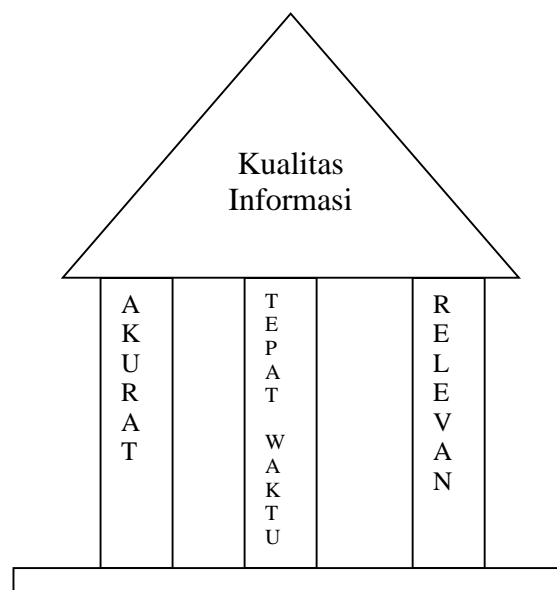 Kualitas
Informasi
AKURAT
TEPAT WAKTU
RELEVAN